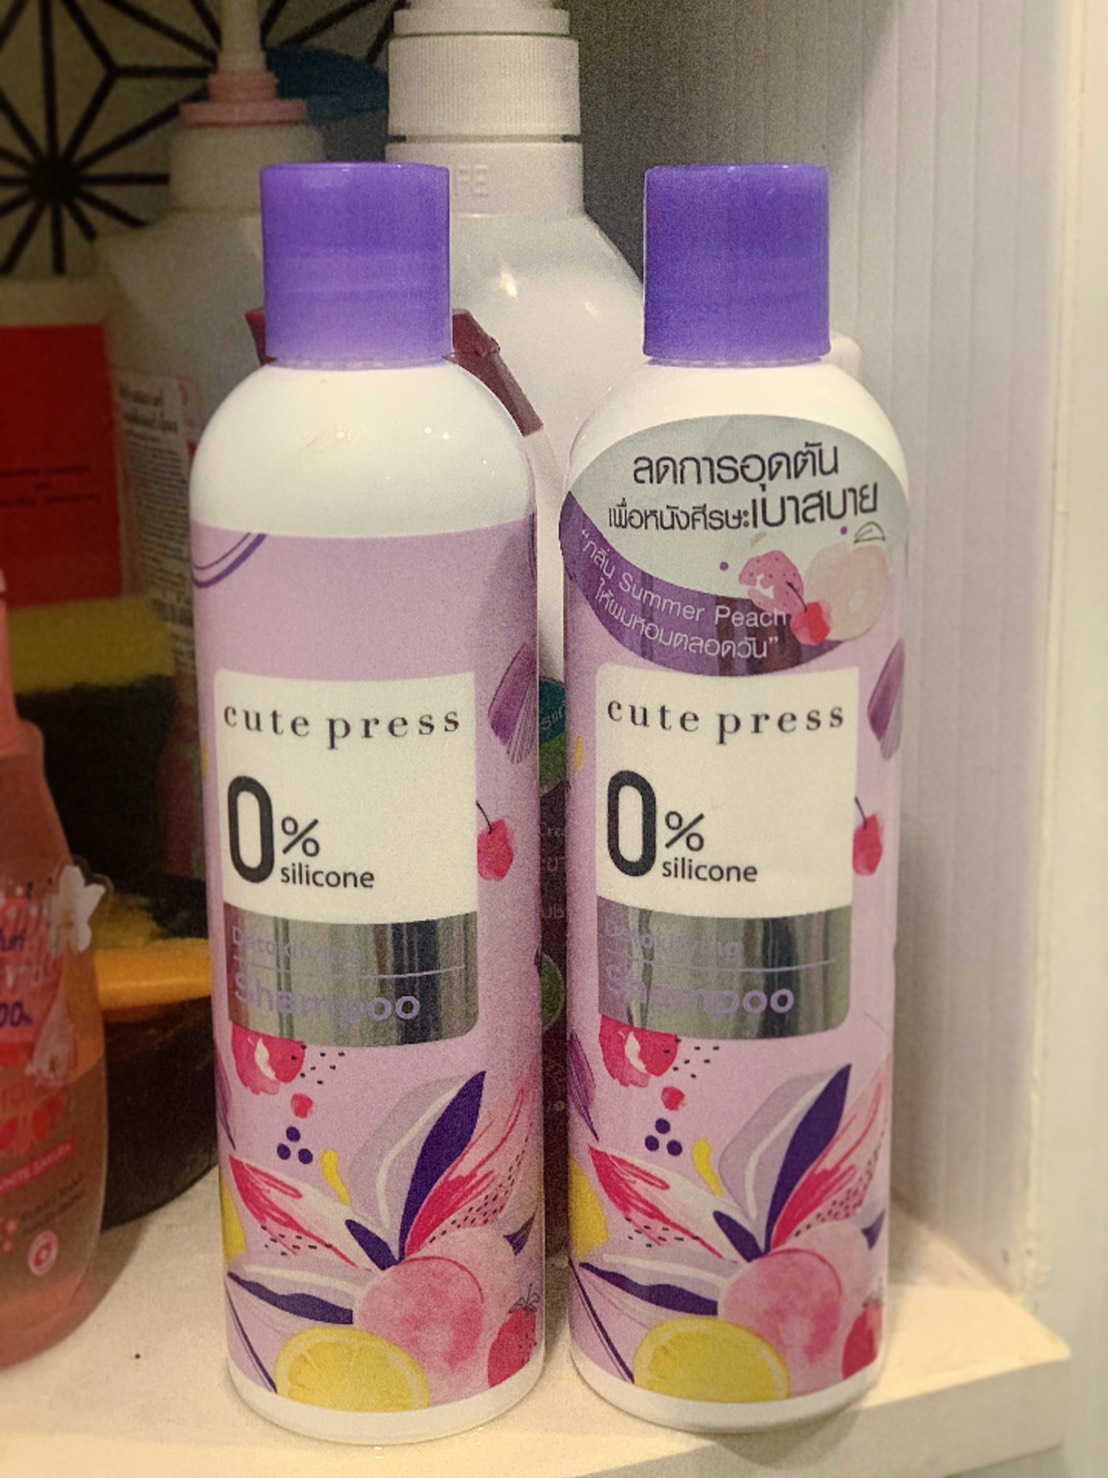 cute press
0%
silicone
Detoxifying
Shampoo
ลดการอุดตัน
เพื่อหนังศีรษะเบาสบาย
“กลิ่น Summer Peach
ให้ผมหอมตลอดวัน”
cute press
0%
silicone
Detoxifying
Shampoo